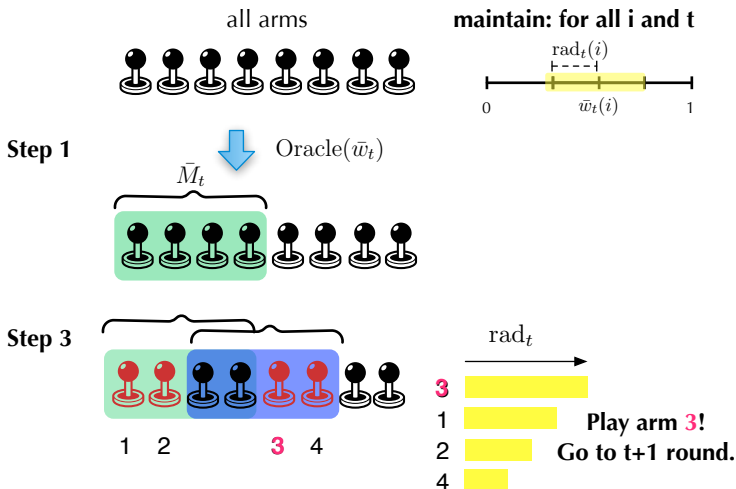 all arms
maintain: for all i and t
rad_t(i)
0
w̄_t(i)
1
Step 1
Oracle(w̄_t)
M̄_t
Step 3
rad_t
1 2 3 4
3
1
2
4
Play arm 3!
Go to t+1 round.